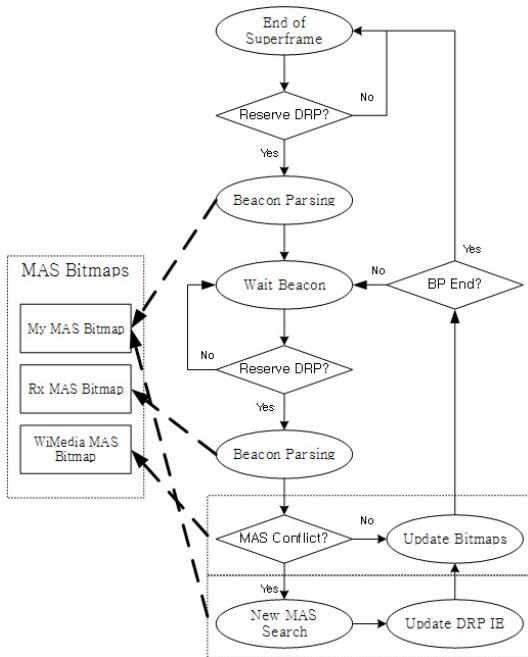 End of
Superframe
Reserve DRP?
No
Yes
Beacon Parsing
MAS Bitmaps
My MAS Bitmap
Rx MAS Bitmap
WiMedia MAS
Bitmap
Wait Beacon
No
BP End?
Yes
Reserve DRP?
No
Yes
Beacon Parsing
MAS Conflict?
No
Update Bitmaps
Yes
New MAS
Search
Update DRP IE